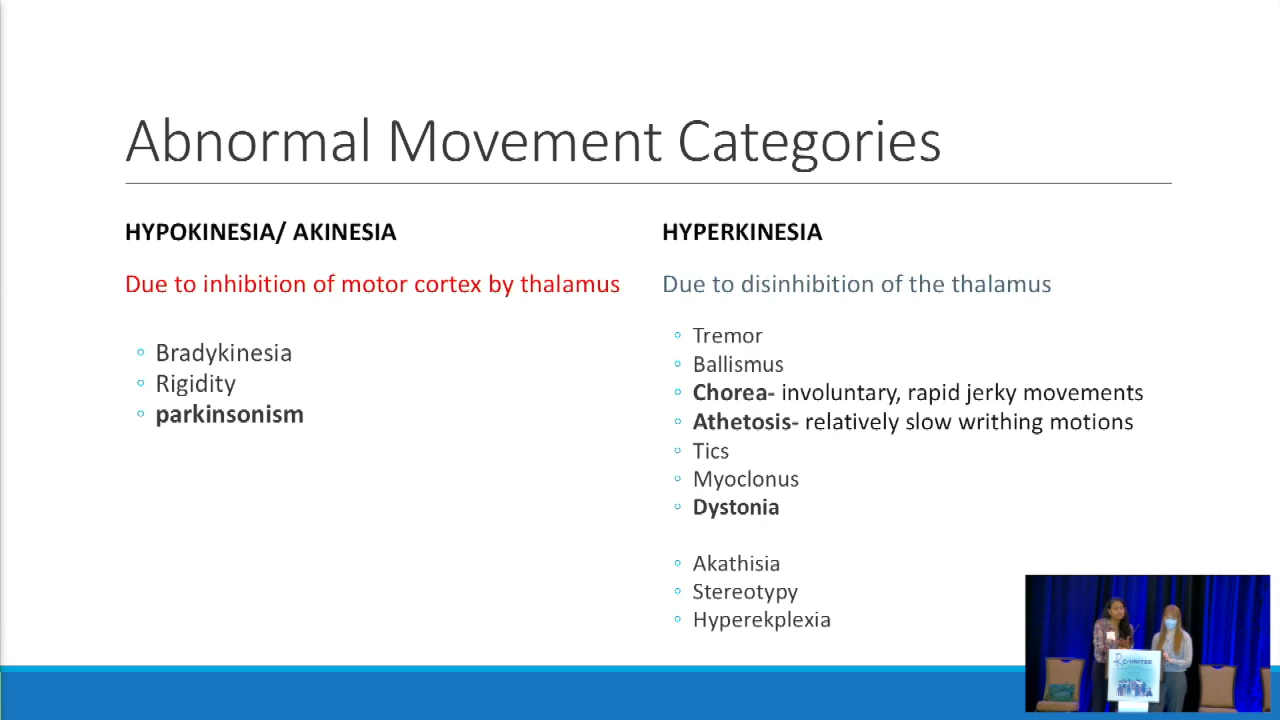 Abnormal Movement Categories
HYPOKINESIA/ AKINESIA
Due to inhibition of motor cortex by thalamus
◦ Bradykinesia
◦ Rigidity
◦ parkinsonism
HYPERKINESIA
Due to disinhibition of the thalamus
◦ Tremor
◦ Ballismus
◦ Chorea- involuntary, rapid jerky movements
◦ Athetosis- relatively slow writhing motions
◦ Tics
◦ Myoclonus
◦ Dystonia
◦ Akathisia
◦ Stereotypy
◦ Hyperekplexia
Re-UNITED